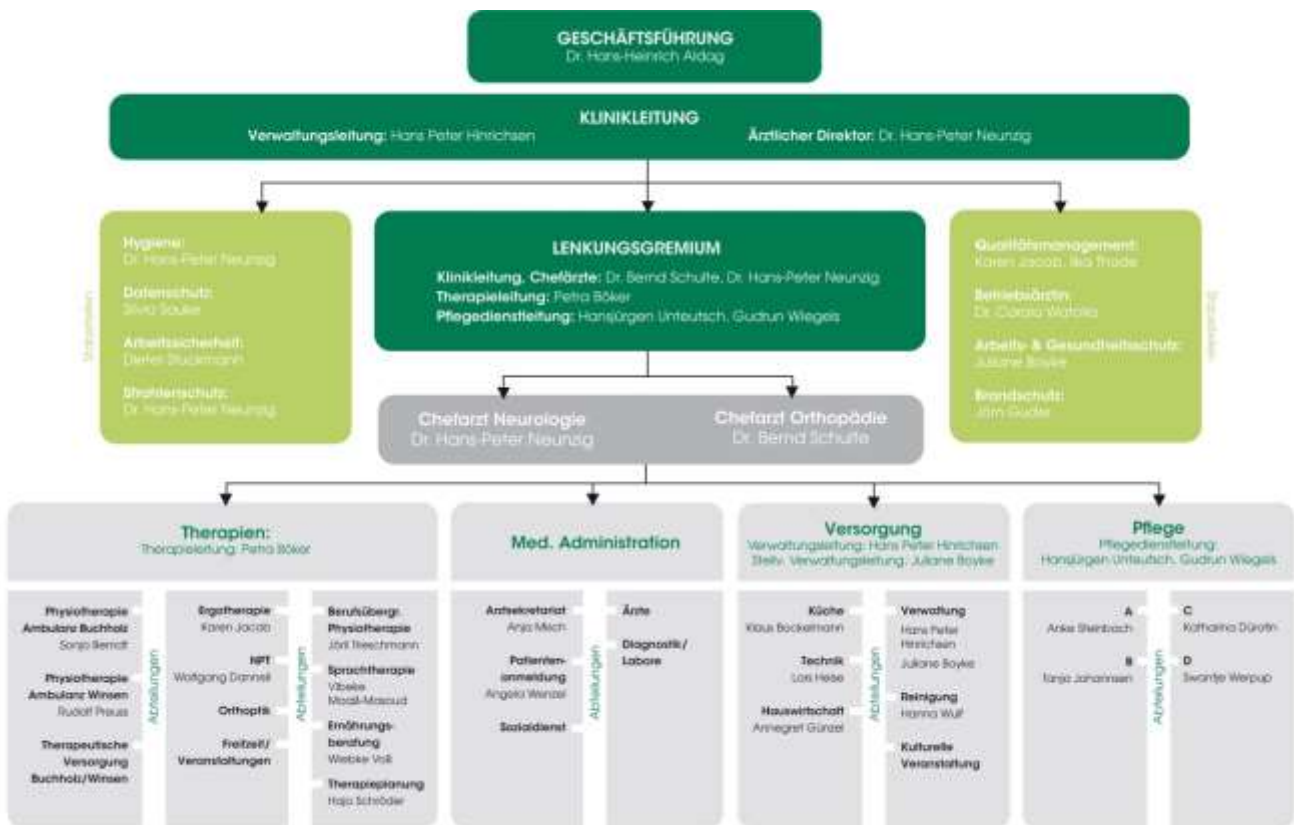 GESCHÄFTSFÜHRUNG
Dr. Hans-Heinrich Aldag
KLINIKLEITUNG
Verwaltungsleitung: Hans Peter Hinrichsen
Ärztlicher Direktor: Dr. Hans-Peter Neunzig
Hygiene:
Dr. Hans-Peter Neunzig
Datenschutz:
Arbeitssicherheit:
Strahlenschutz:
Dr. Hans-Peter Neunzig
LENKUNGSGREMIUM
Klinikleitung, Chefärzte: Dr. Bernd Schulte, Dr. Hans-Peter Neunzig
Therapieleitung: Petra Böker
Pflegedienstleitung: Hansjürgen Unteutsch, Gudrun Wiegels
Qualitätsmanagement:
Karen Jacob,
Betriebsärztin:
Arbeits- & Gesundheitsschutz:
Juliane Boyke
Brandschutz:
Chefarzt Neurologie
Dr. Hans-Peter Neunzig
Chefarzt Orthopädie
Dr. Bernd Schulte
Therapien:
Therapieleitung: Petra Böker
Abteilungen
Physiotherapie
Ambulanz Buchholz
Sonja Berndt
Physiotherapie
Ambulanz Winsen
Rudolf Preuss
Therapeutische
Versorgung
Buchholz/Winsen
Ergotherapie
Karen Jacob
NPT
Wolfgang
Orthoptik
Freizeit/
Veranstaltungen
Abteilungen
Berufsübergr.
Physiotherapie
Sprachtherapie
Vibeke
Ernährungs-
beratung
Wiebke
Therapieplanung
Schröder
Med. Administration
Arztsekretariat
Anja
Patienten-
anmeldung
Angela Wenzel
Sozialdienst
Abteilungen
Ärzte
Diagnostik/
Labore
Versorgung
Verwaltungsleitung: Hans Peter Hinrichsen
Stellv. Verwaltungsleitung: Juliane Boyke
Küche
Klaus Bockelmann
Technik
Hauswirtschaft
Annegret Günzel
Abteilungen
Verwaltung
Hans Peter
Hinrichsen
Juliane Boyke
Reinigung
Hanna Wulf
Kulturelle
Veranstaltung
Pflege
Pflegedienstleitung:
Hansjürgen Unteutsch, Gudrun Wiegels
A
Anke Steinbach
B
Tanja Johannsen
Abteilungen
C
Katharina
D
Swantje